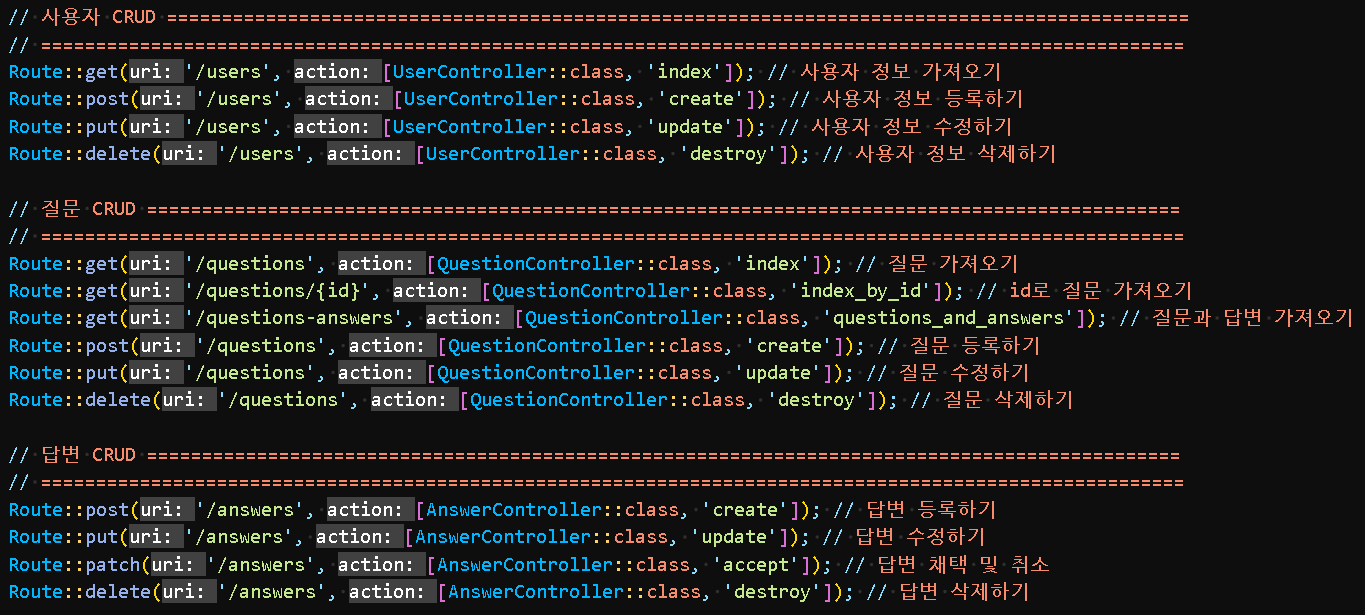 // 사용자 CRUD =============================================================================================
// ========================================================================================================
Route::get(uri: '/users', action: [UserController::class, 'index']); // 사용자 정보 가져오기
Route::post(uri: '/users', action: [UserController::class, 'create']); // 사용자 정보 등록하기
Route::put(uri: '/users', action: [UserController::class, 'update']); // 사용자 정보 수정하기
Route::delete(uri: '/users', action: [UserController::class, 'destroy']); // 사용자 정보 삭제하기
// 질문 CRUD ==============================================================================================
// ========================================================================================================
Route::get(uri: '/questions', action: [QuestionController::class, 'index']); // 질문 가져오기
Route::get(uri: '/questions/{id}', action: [QuestionController::class, 'index_by_id']); // id로 질문 가져오기
Route::get(uri: '/questions-answers', action: [QuestionController::class, 'questions_and_answers']); // 질문과 답변 가져오기
Route::post(uri: '/questions', action: [QuestionController::class, 'create']); // 질문 등록하기
Route::put(uri: '/questions', action: [QuestionController::class, 'update']); // 질문 수정하기
Route::delete(uri: '/questions', action: [QuestionController::class, 'destroy']); // 질문 삭제하기
// 답변 CRUD ==============================================================================================
// ========================================================================================================
Route::post(uri: '/answers', action: [AnswerController::class, 'create']); // 답변 등록하기
Route::put(uri: '/answers', action: [AnswerController::class, 'update']); // 답변 수정하기
Route::patch(uri: '/answers', action: [AnswerController::class, 'accept']); // 답변 채택 및 취소
Route::delete(uri: '/answers', action: [AnswerController::class, 'destroy']); // 답변 삭제하기